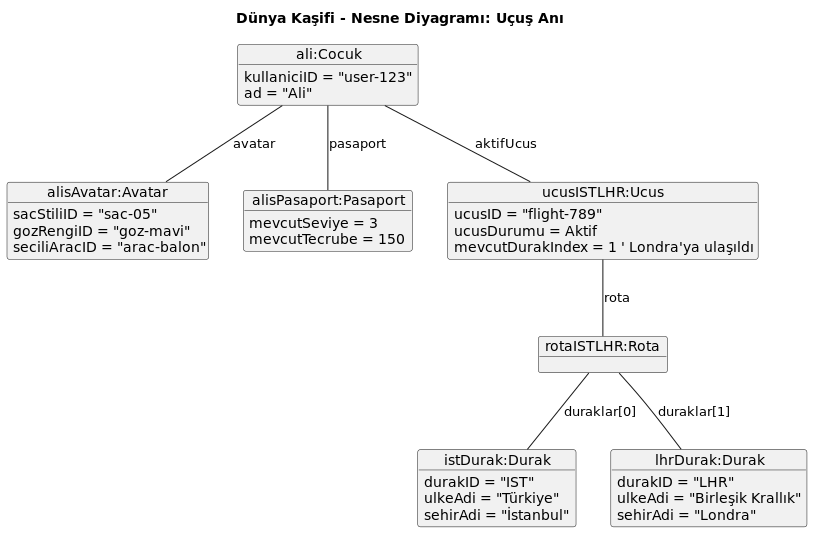 Dünya Kaşifi - Nesne Diyagramı: Uçuş Anı
ali:Cocuk
kullaniciID = "user-123"
ad = "Ali"
avatar
pasaport
aktifUcus
alisAvatar:Avatar
sacStiliID = "sac-05"
gozRengiID = "goz-mavi"
seciliAracID = "arac-balon"
alisPasaport:Pasaport
mevcutSeviye = 3
mevcutTecrube = 150
ucusISTLHR:Ucus
ucusID = "flight-789"
ucusDurumu = Aktif
mevcutDurakIndex = 1 ' Londra'ya ulaşıldı
rota
rotaISTLHR:Rota
duraklar[0]
duraklar[1]
istDurak:Durak
durakID = "IST"
ulkeAdi = "Türkiye"
sehirAdi = "İstanbul"
lhrDurak:Durak
durakID = "LHR"
ulkeAdi = "Birleşik Krallık"
sehirAdi = "Londra"